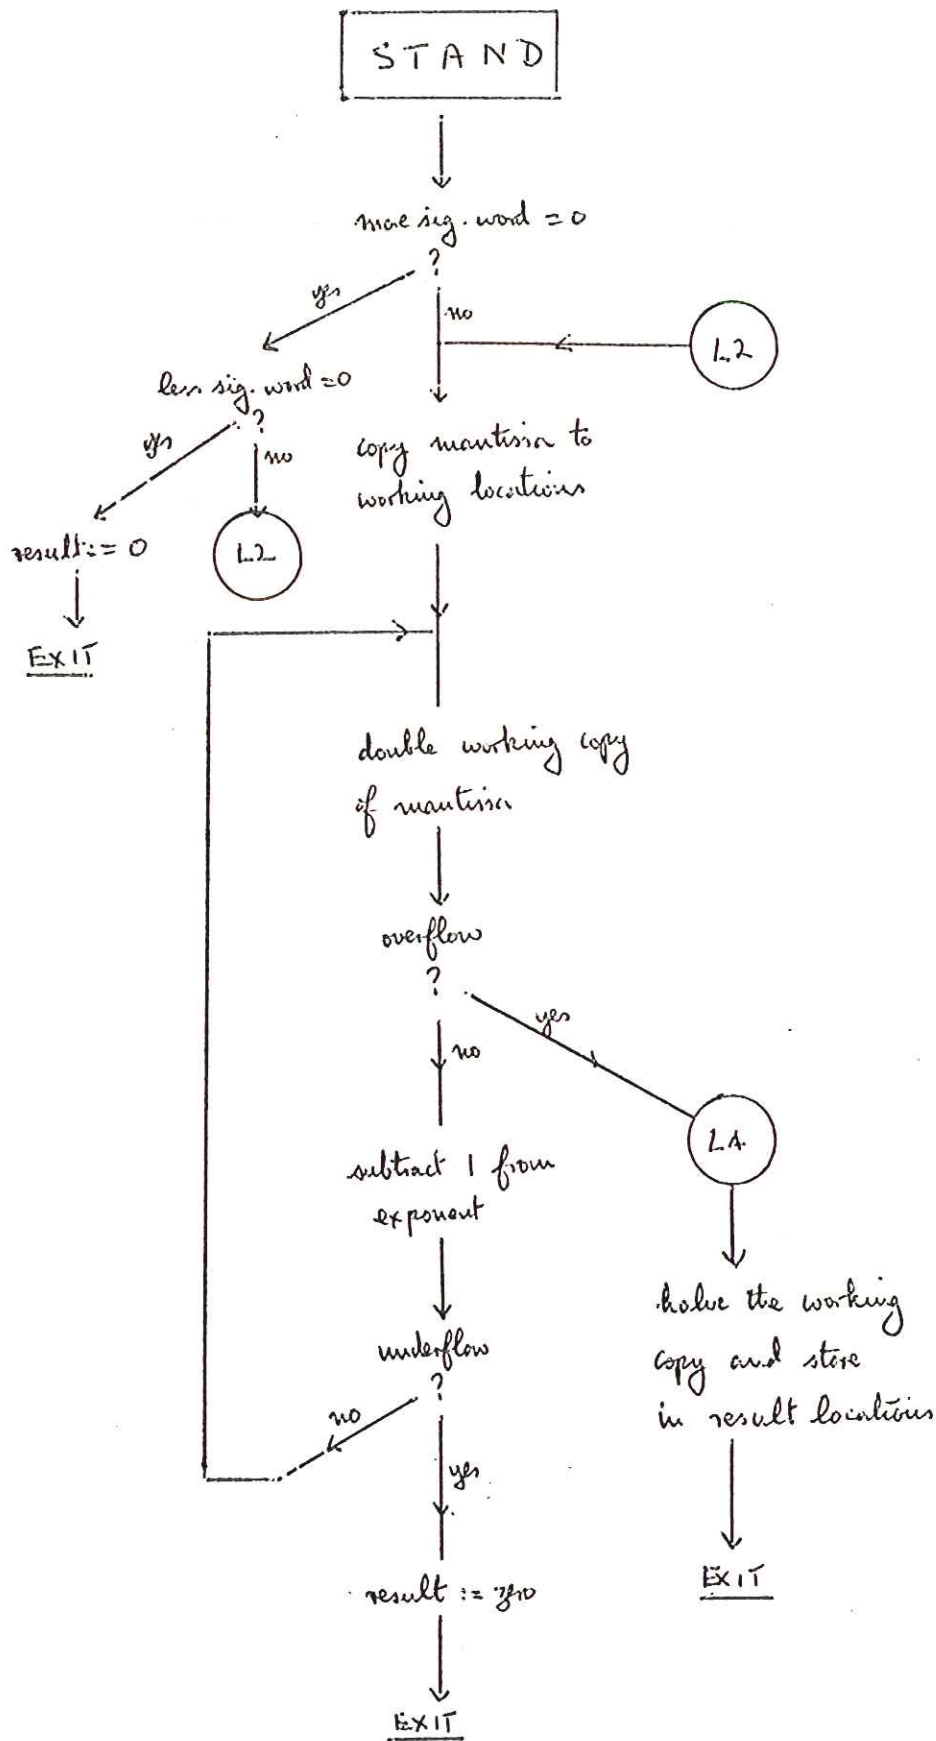 STAND
more sig. word = 0
?
yes
no
L2
less sig. word = 0
?
yes
no
copy mantissa to
working locations
result := 0
L2
EXIT
double working copy
of mantissa
overflow
?
yes
no
subtract 1 from
exponent
underflow
?
no
yes
halve the working
copy and store
in result locations
result := zero
EXIT
EXIT